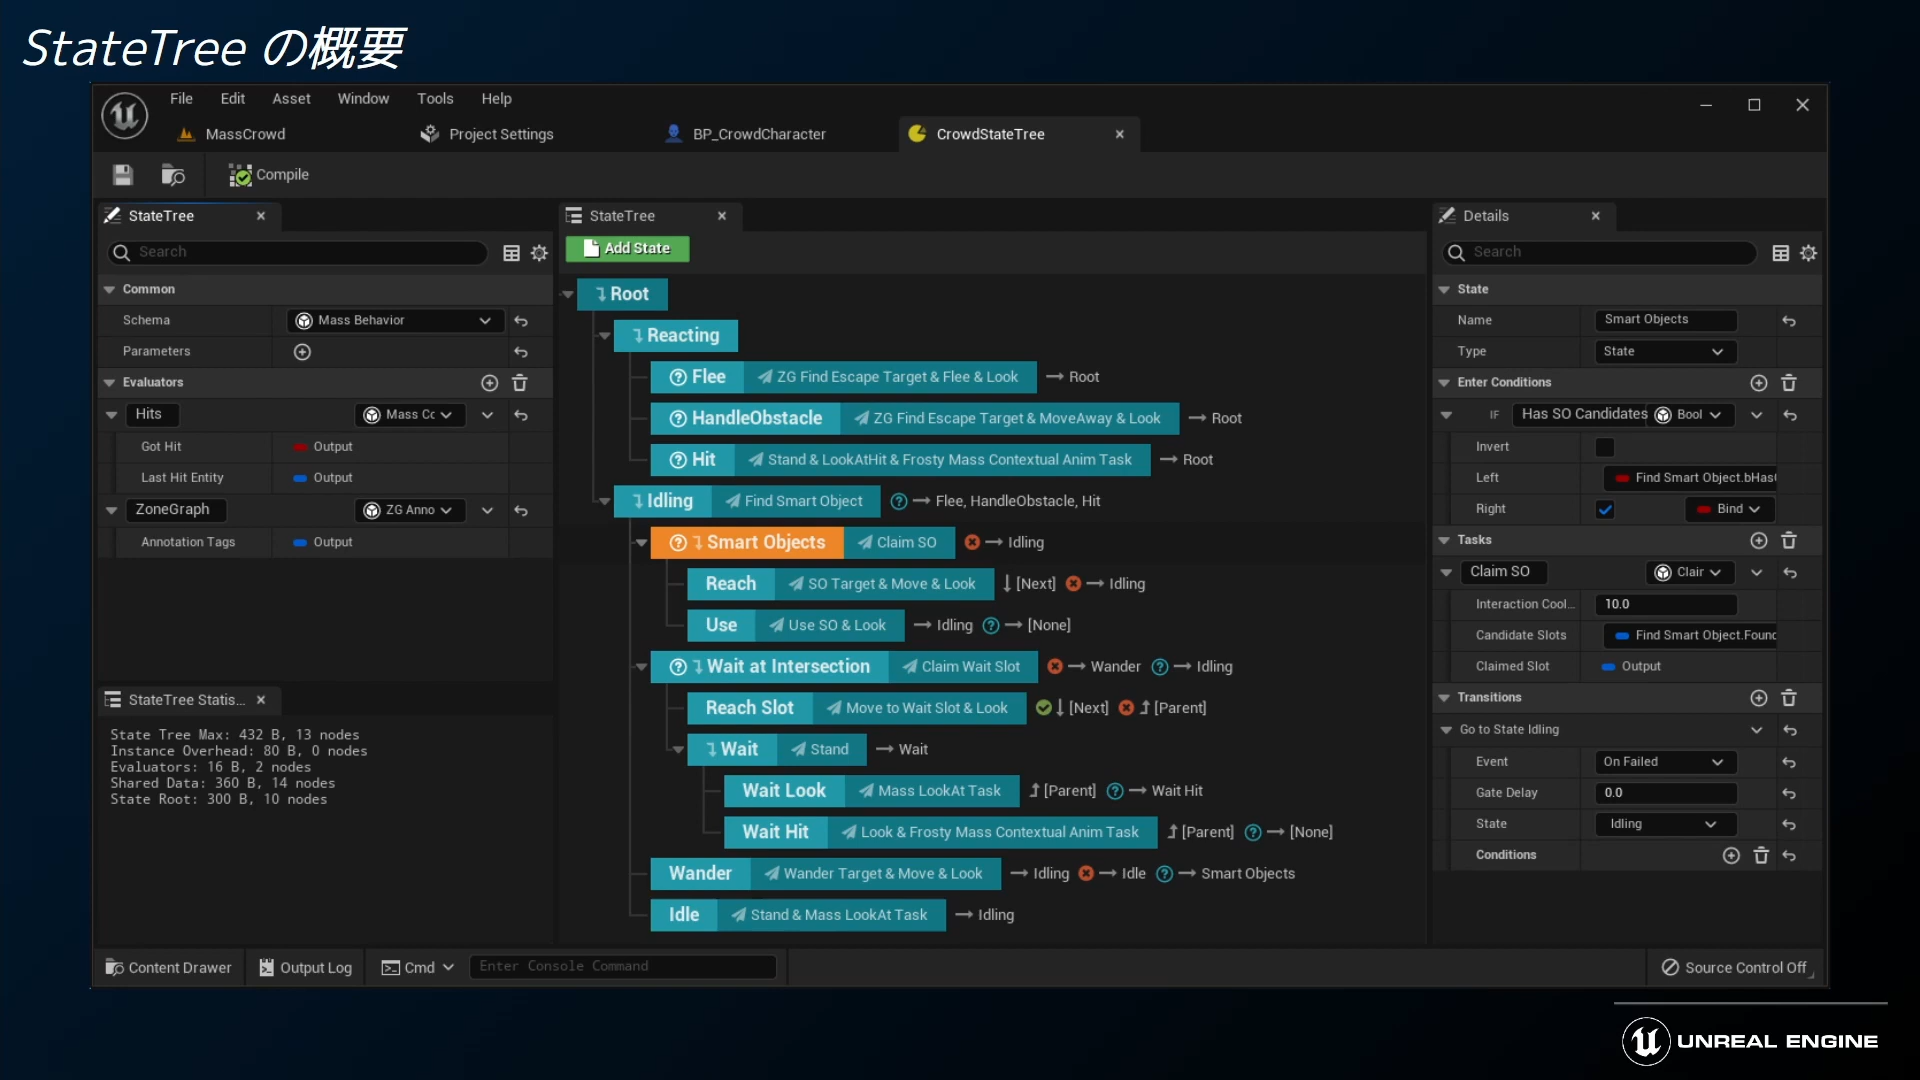 StateTree の概要
File Edit Asset Window Tools Help
MassCrowd Project Settings BP_CrowdCharacter CrowdStateTree
Compile
StateTree
Search
Common
Schema Mass Behavior
Parameters
Evaluators
Hits Mass Cc
Got Hit Output
Last Hit Entity Output
ZoneGraph ZG Anno
Annotation Tags Output
StateTree Statis...
State Tree Max: 432 B, 13 nodes
Instance Overhead: 80 B, 0 nodes
Evaluators: 16 B, 2 nodes
Shared Data: 360 B, 14 nodes
State Root: 300 B, 10 nodes
StateTree
Add State
Root
Reacting
Flee ZG Find Escape Target & Flee & Look → Root
HandleObstacle ZG Find Escape Target & MoveAway & Look → Root
Hit Stand & LookAtHit & Frosty Mass Contextual Anim Task → Root
Idling Find Smart Object → Flee, HandleObstacle, Hit
Smart Objects Claim SO → Idling
Reach SO Target & Move & Look [Next] → Idling
Use Use SO & Look → Idling → [None]
Wait at Intersection Claim Wait Slot → Wander → Idling
Reach Slot Move to Wait Slot & Look [Next] [Parent]
Wait Stand → Wait
Wait Look Mass LookAt Task [Parent] → Wait Hit
Wait Hit Look & Frosty Mass Contextual Anim Task [Parent] → [None]
Wander Wander Target & Move & Look → Idling → Idle → Smart Objects
Idle Stand & Mass LookAt Task → Idling
Details
Search
State
Name Smart Objects
Type State
Enter Conditions
IF Has SO Candidates Bool
Invert
Left Find Smart Object.bHas
Right Bind
Tasks
Claim SO Clair
Interaction Cool... 10.0
Candidate Slots Find Smart Object.Found
Claimed Slot Output
Transitions
Go to State Idling
Event On Failed
Gate Delay 0.0
State Idling
Conditions
Content Drawer Output Log Cmd Enter Console Command Source Control Off
UNREAL ENGINE